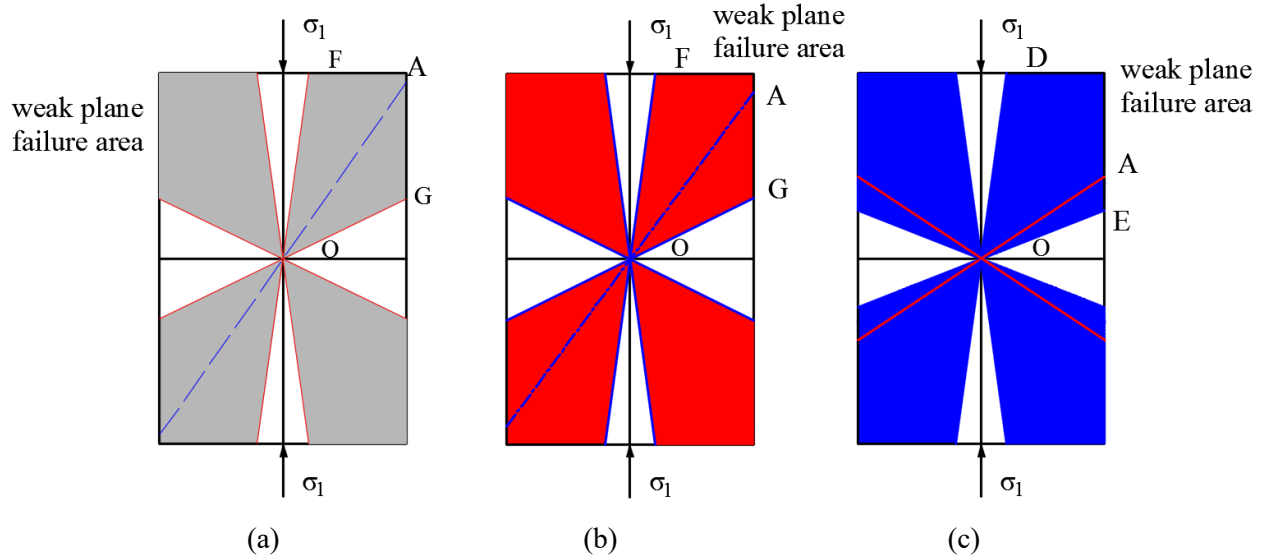 σ1
F
A
weak plane
failure area
G
O
σ1
(a)
σ1
weak plane
failure area
F
A
G
O
σ1
(b)
σ1
D
weak plane
failure area
A
E
O
σ1
(c)